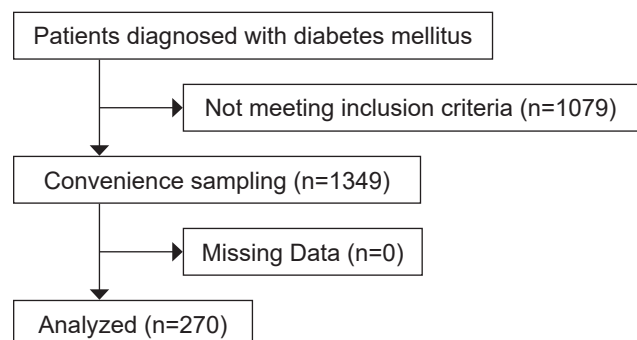 Patients diagnosed with diabetes mellitus
Not meeting inclusion criteria (n=1079)
Convenience sampling (n=1349)
Missing Data (n=0)
Analyzed (n=270)